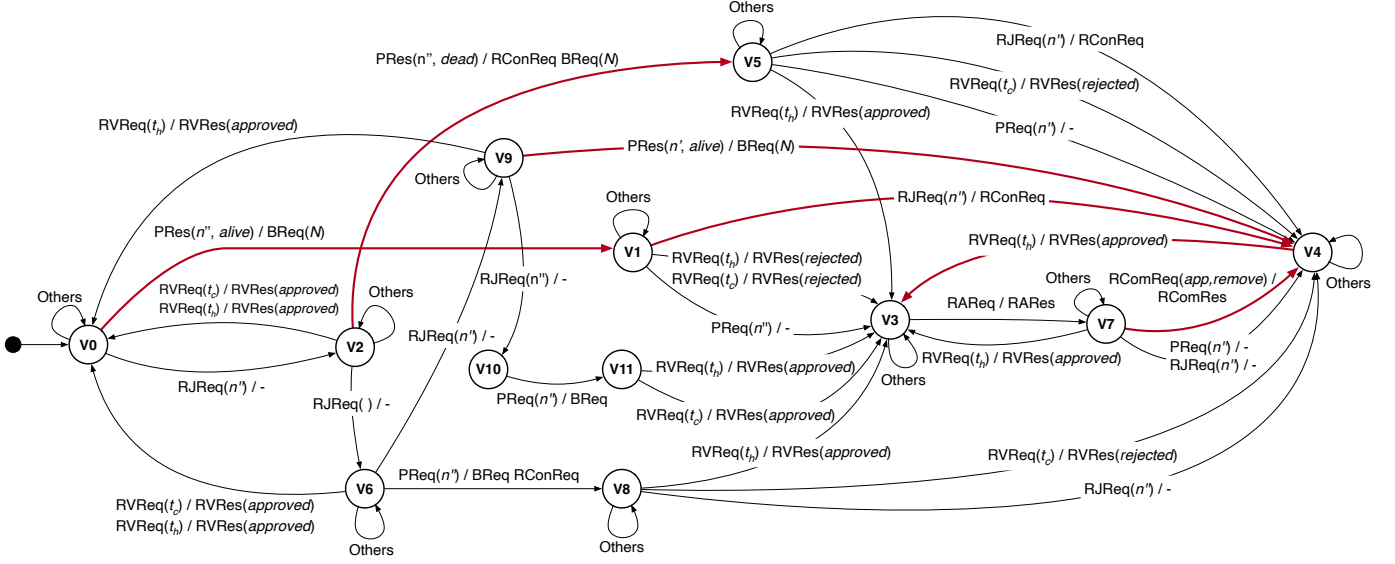 Others
V5
RJReq(n'') / RConReq
PRes(n'', dead) / RConReq BReq(N)
RVReq(tc) / RVRes(rejected)
RVReq(th) / RVRes(approved)
RVReq(th) / RVRes(approved)
PReq(n'') / -
V9
PRes(n', alive) / BReq(N)
Others
Others
RJReq(n'') / RConReq
PRes(n'', alive) / BReq(N)
RVReq(th) / RVRes(approved)
V1
V4
RVReq(th) / RVRes(rejected)
RVReq(tc) / RVRes(rejected)
RJReq(n'') / -
Others
RComReq(app,remove) /
RComRes
Others
RVReq(tc) / RVRes(approved)
RVReq(th) / RVRes(approved)
Others
Others
RAReq / RARes
V0
V2
RJReq(n'') / -
PReq(n'') / -
V3
V7
PReq(n'') / -
RJReq(n'') / -
RVReq(th) / RVRes(approved)
V10
V11
RVReq(th) / RVRes(approved)
Others
RJReq(n') / -
PReq(n'') / BReq
RJReq( ) / -
RVReq(tc) / RVRes(approved)
RVReq(th) / RVRes(approved)
RVReq(tc) / RVRes(rejected)
PReq(n'') / BReq RConReq
V6
V8
RJReq(n'') / -
RVReq(tc) / RVRes(approved)
RVReq(th) / RVRes(approved)
Others
Others